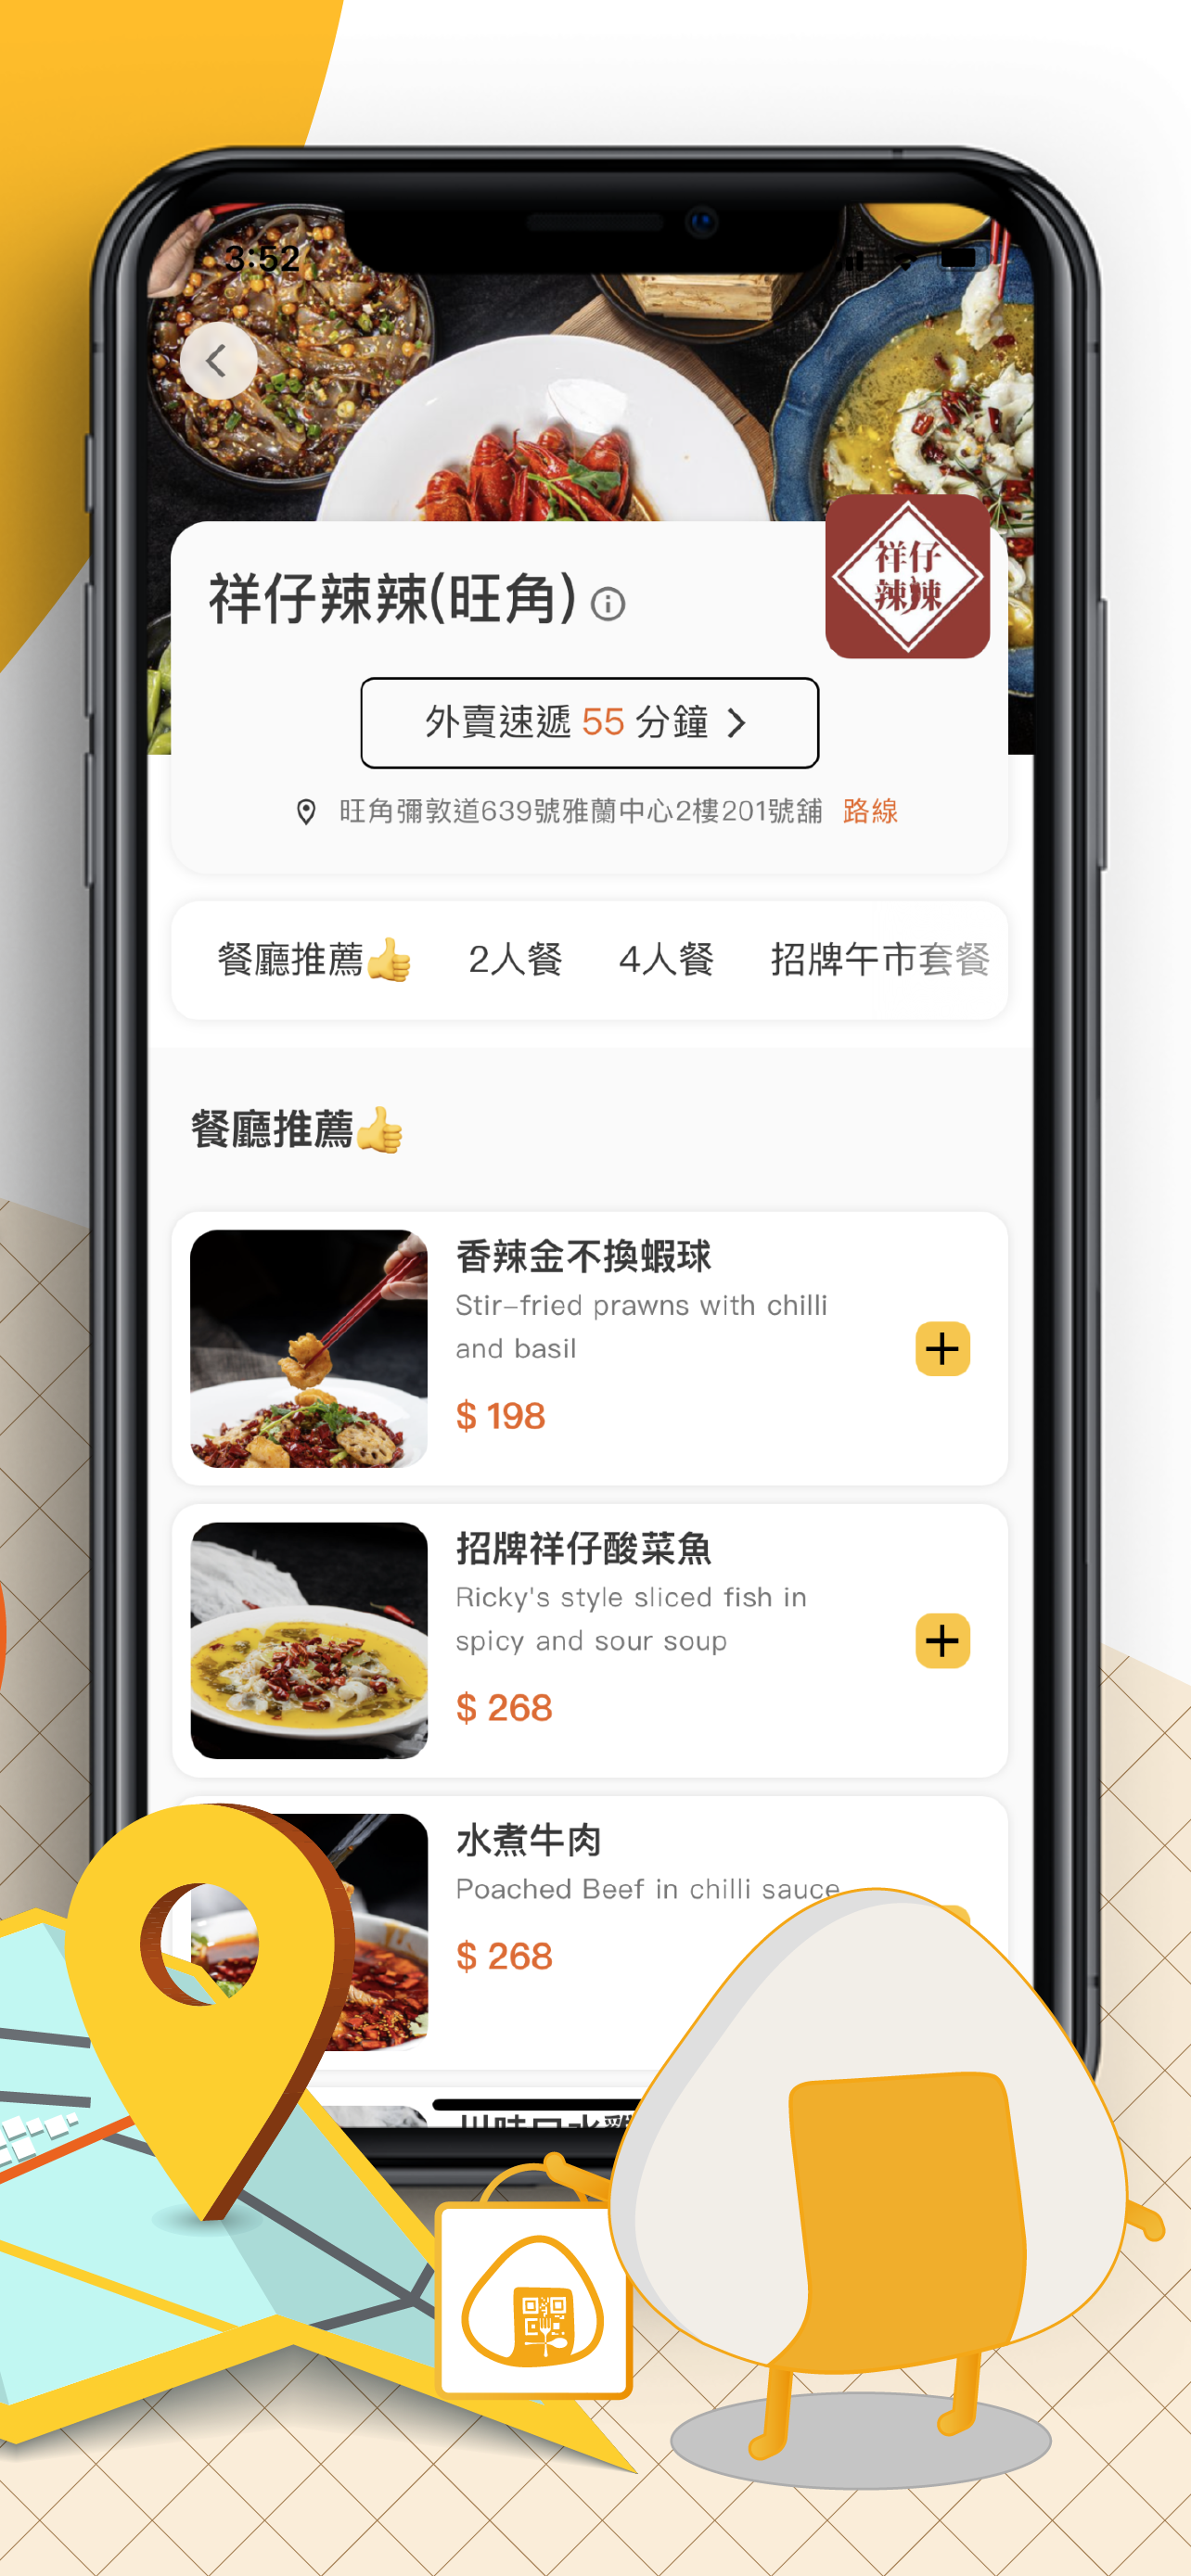 3:52
祥仔
辣辣
祥仔辣辣(旺角)
外賣速遞 55 分鐘
旺角彌敦道639號雅蘭中心2樓201號舖 路線
餐廳推薦👍 2人餐 4人餐 招牌午市套餐
餐廳推薦👍
香辣金不換蝦球
Stir-fried prawns with chilli
and basil
$ 198
招牌祥仔酸菜魚
Ricky's style sliced fish in
spicy and sour soup
$ 268
水煮牛肉
Poached Beef in chilli sauce
$ 268